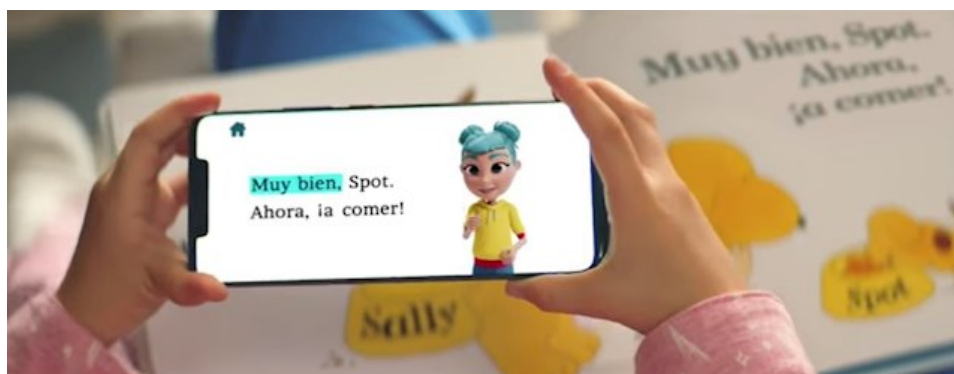 Muy bien, Spot.
Ahora,
¡a comer!
Muy bien, Spot.
Ahora, ¡a comer!
Sally
Spot